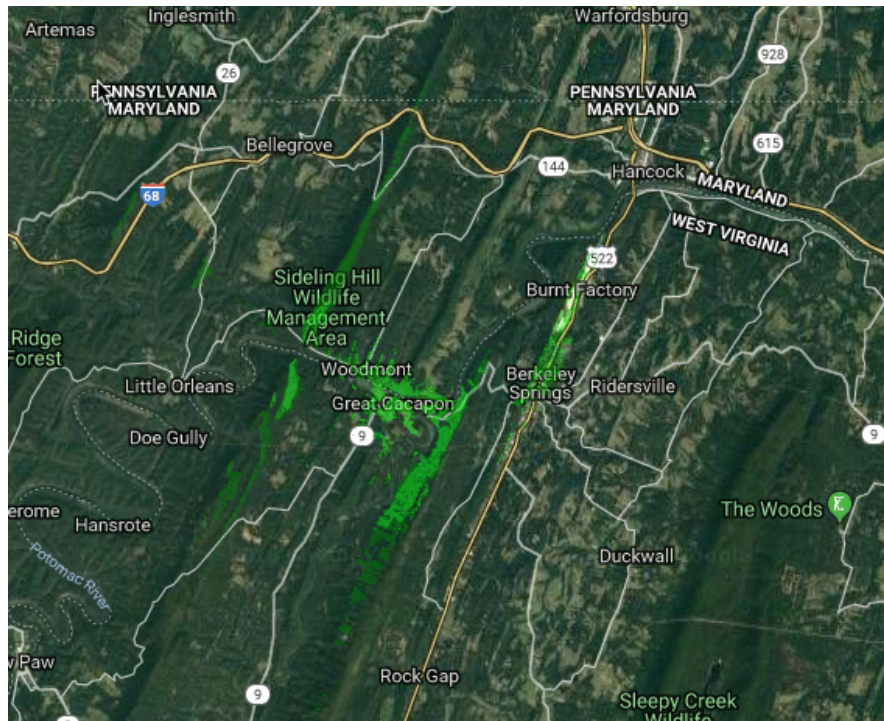 Inglesmith
Artemas
Warfordsburg
26
928
PENNSYLVANIA
MARYLAND
PENNSYLVANIA
MARYLAND
Bellegrove
615
144
Hancock
68
MARYLAND
WEST VIRGINIA
522
Sideling Hill
Wildlife
Management
Area
Burnt Factory
Ridge
Forest
Woodmont
Little Orleans
Berkeley
Springs
Ridersville
Great Cacapon
9
Doe Gully
9
The Woods
erome
Hansrote
Duckwall
Potomac River
w Paw
Rock Gap
9
Sleepy Creek
Wildlife